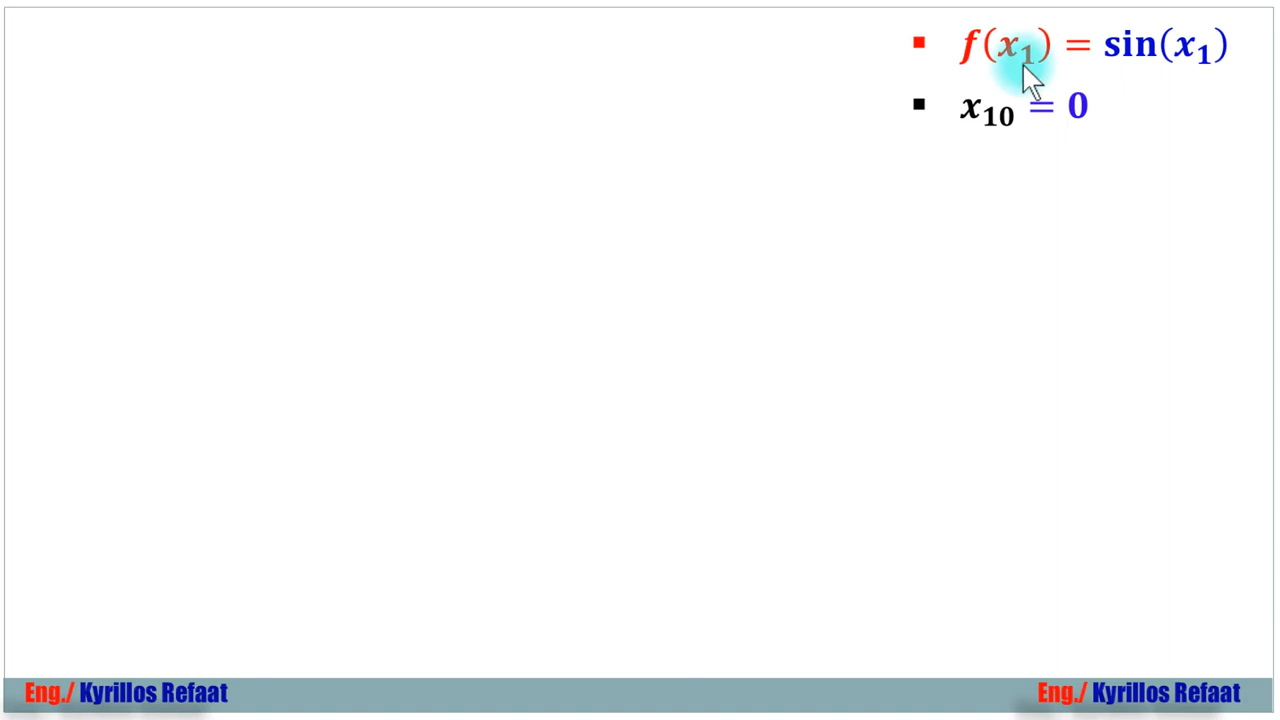 ▪ f(x₁) = sin(x₁)
▪ x₁₀ = 0
Eng./ Kyrillos Refaat
Eng./ Kyrillos Refaat